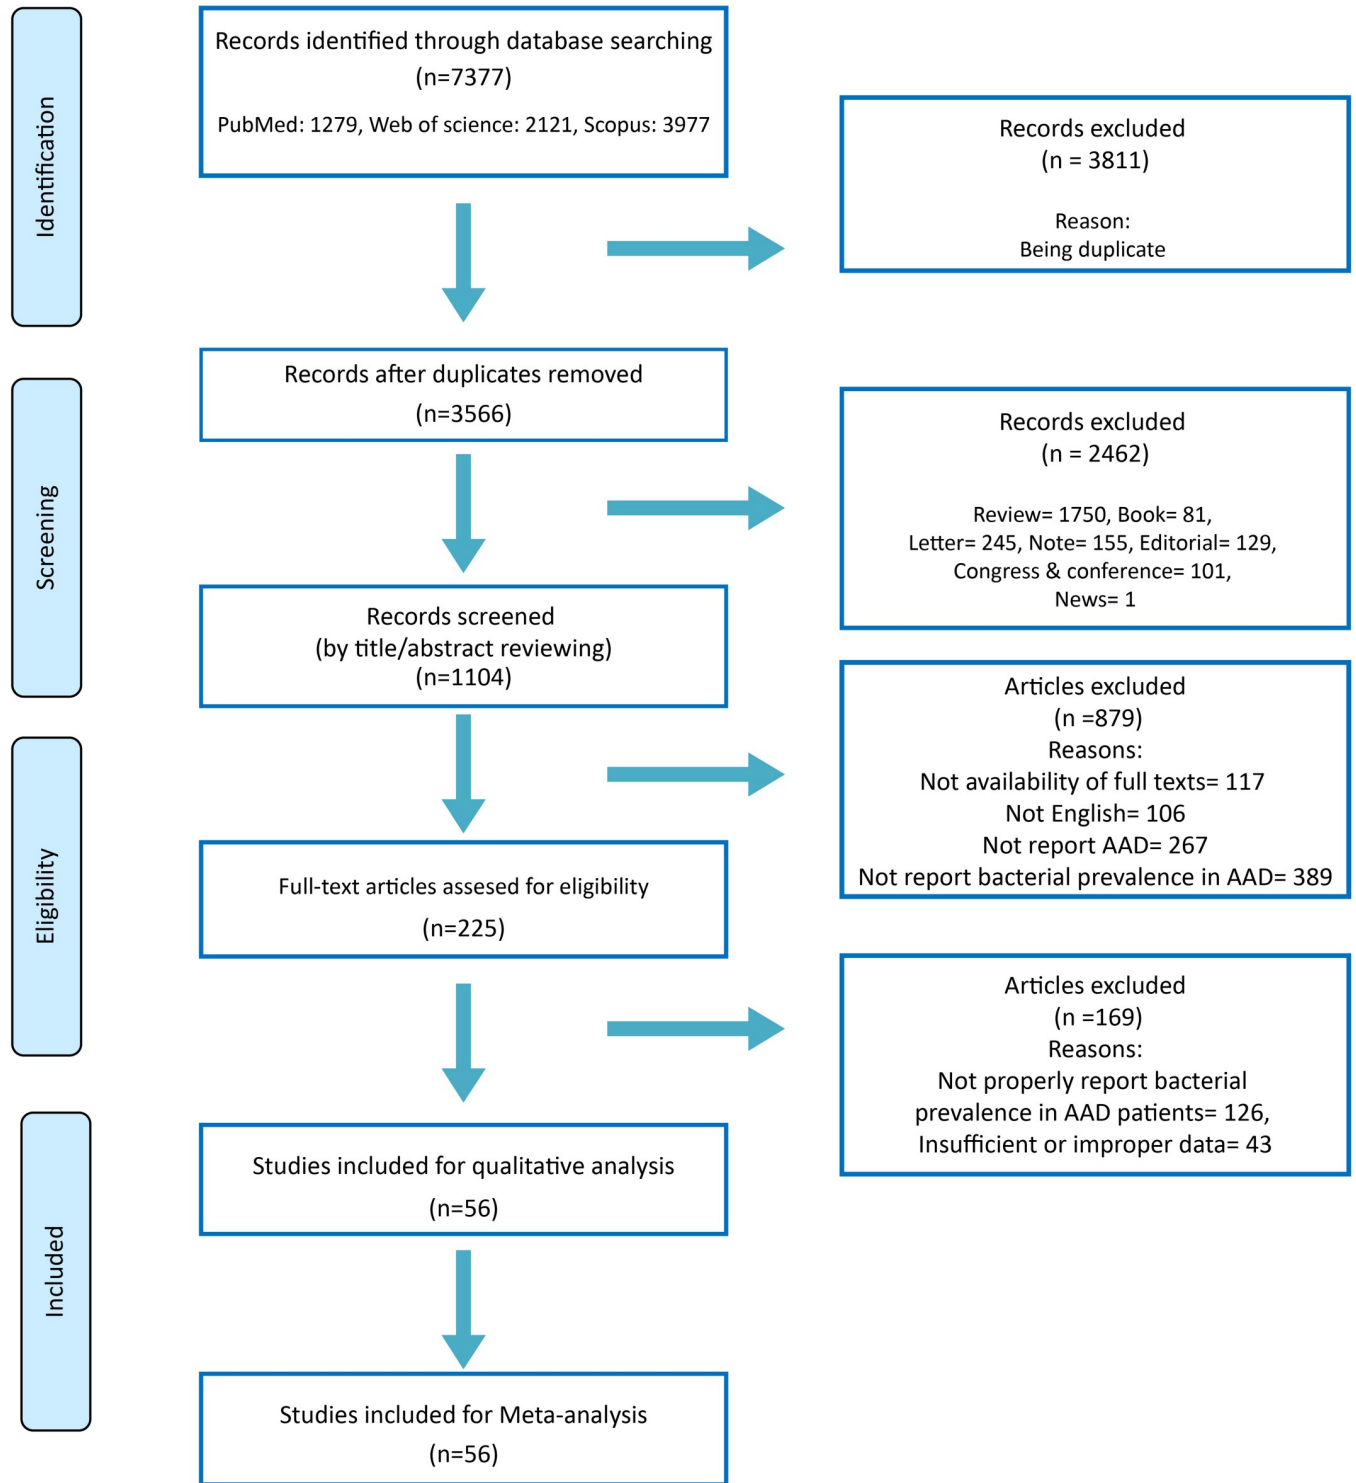 Identification
Records identified through database searching
(n=7377)
PubMed: 1279, Web of science: 2121, Scopus: 3977
Records excluded
(n = 3811)
Reason:
Being duplicate
Screening
Records after duplicates removed
(n=3566)
Records excluded
(n = 2462)
Review= 1750, Book= 81,
Letter= 245, Note= 155, Editorial= 129,
Congress & conference= 101,
News= 1
Records screened
(by title/abstract reviewing)
(n=1104)
Articles excluded
(n =879)
Reasons:
Not availability of full texts= 117
Not English= 106
Not report AAD= 267
Not report bacterial prevalence in AAD= 389
Eligibility
Full-text articles assesed for eligibility
(n=225)
Articles excluded
(n =169)
Reasons:
Not properly report bacterial
prevalence in AAD patients= 126,
Insufficient or improper data= 43
Included
Studies included for qualitative analysis
(n=56)
Studies included for Meta-analysis
(n=56)